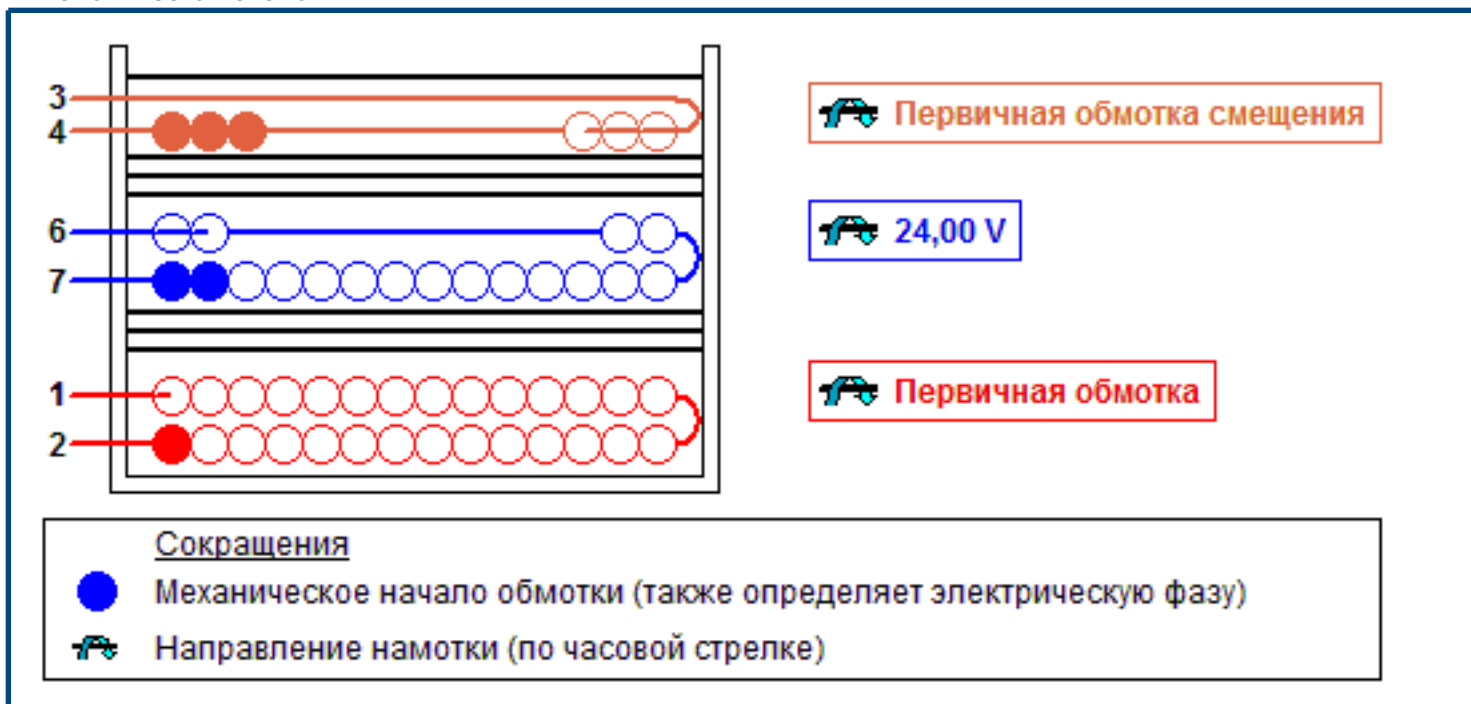 3
4
Первичная обмотка смещения
6
7
24,00 V
1
2
Первичная обмотка
Сокращения
Механическое начало обмотки (также определяет электрическую фазу)
Направление намотки (по часовой стрелке)